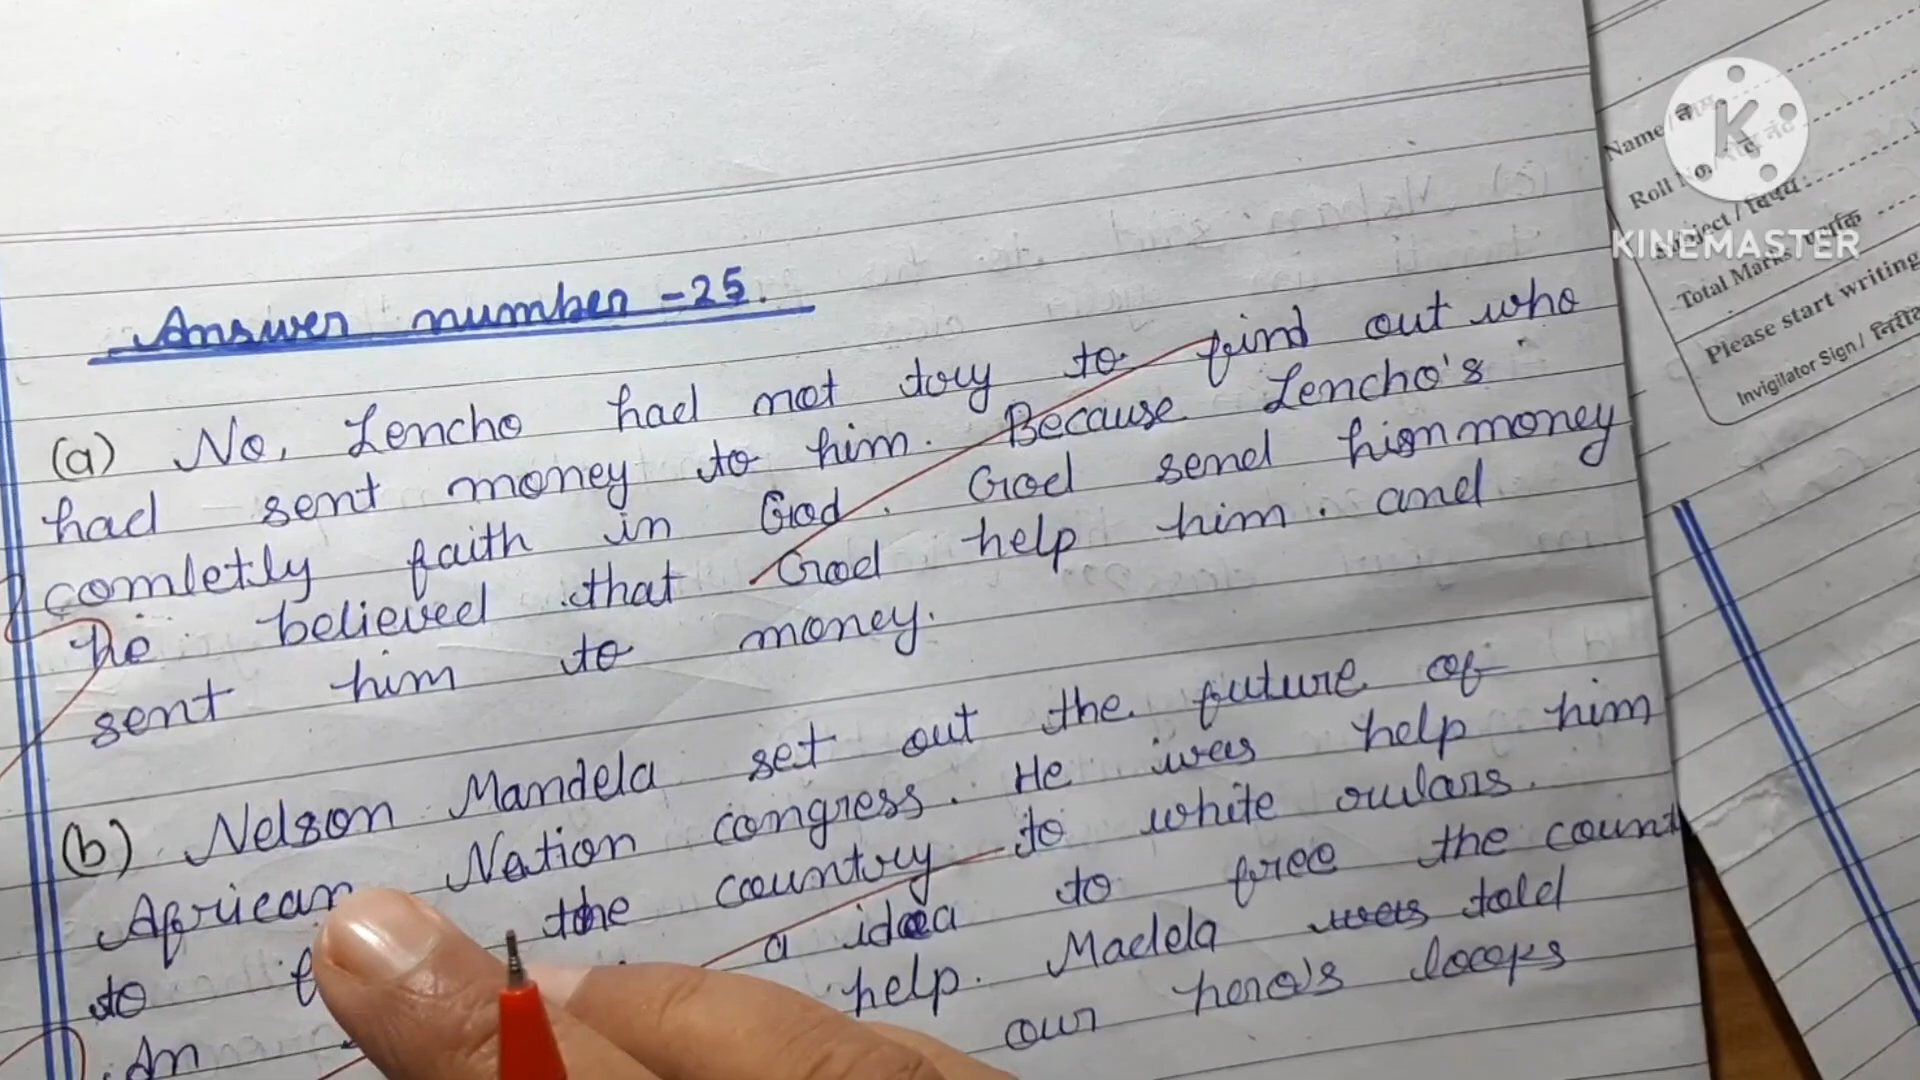 Answer number -25.
(a) No, Lencho had not try to find out who
had sent money to him. Because Lencho's
comletily faith in God. God send him money
he believed that God help him. and
sent him to money.
(b) Nelson Mandela set out the future of
African Nation congress. He was help him
to the country to white rulars.
An a idea to free the count
help. Madela was told
our hero's
Name / नाम
Roll No. रोल नं
Subject / विषय:
Total Marks पूर्णांक
Please start writing
Invigilator Sign / निरीक्ष
K
KINEMASTER